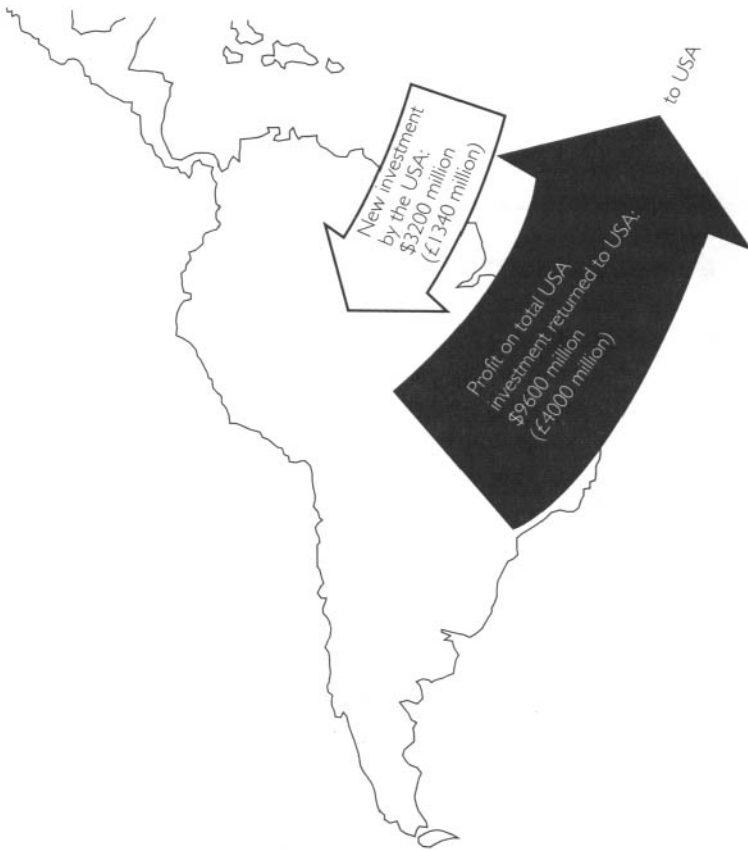 New investment
by the USA:
$3200 million
(£1340 million)
to USA
Profit on total USA
investment returned to USA:
$9600 million
(£4000 million)